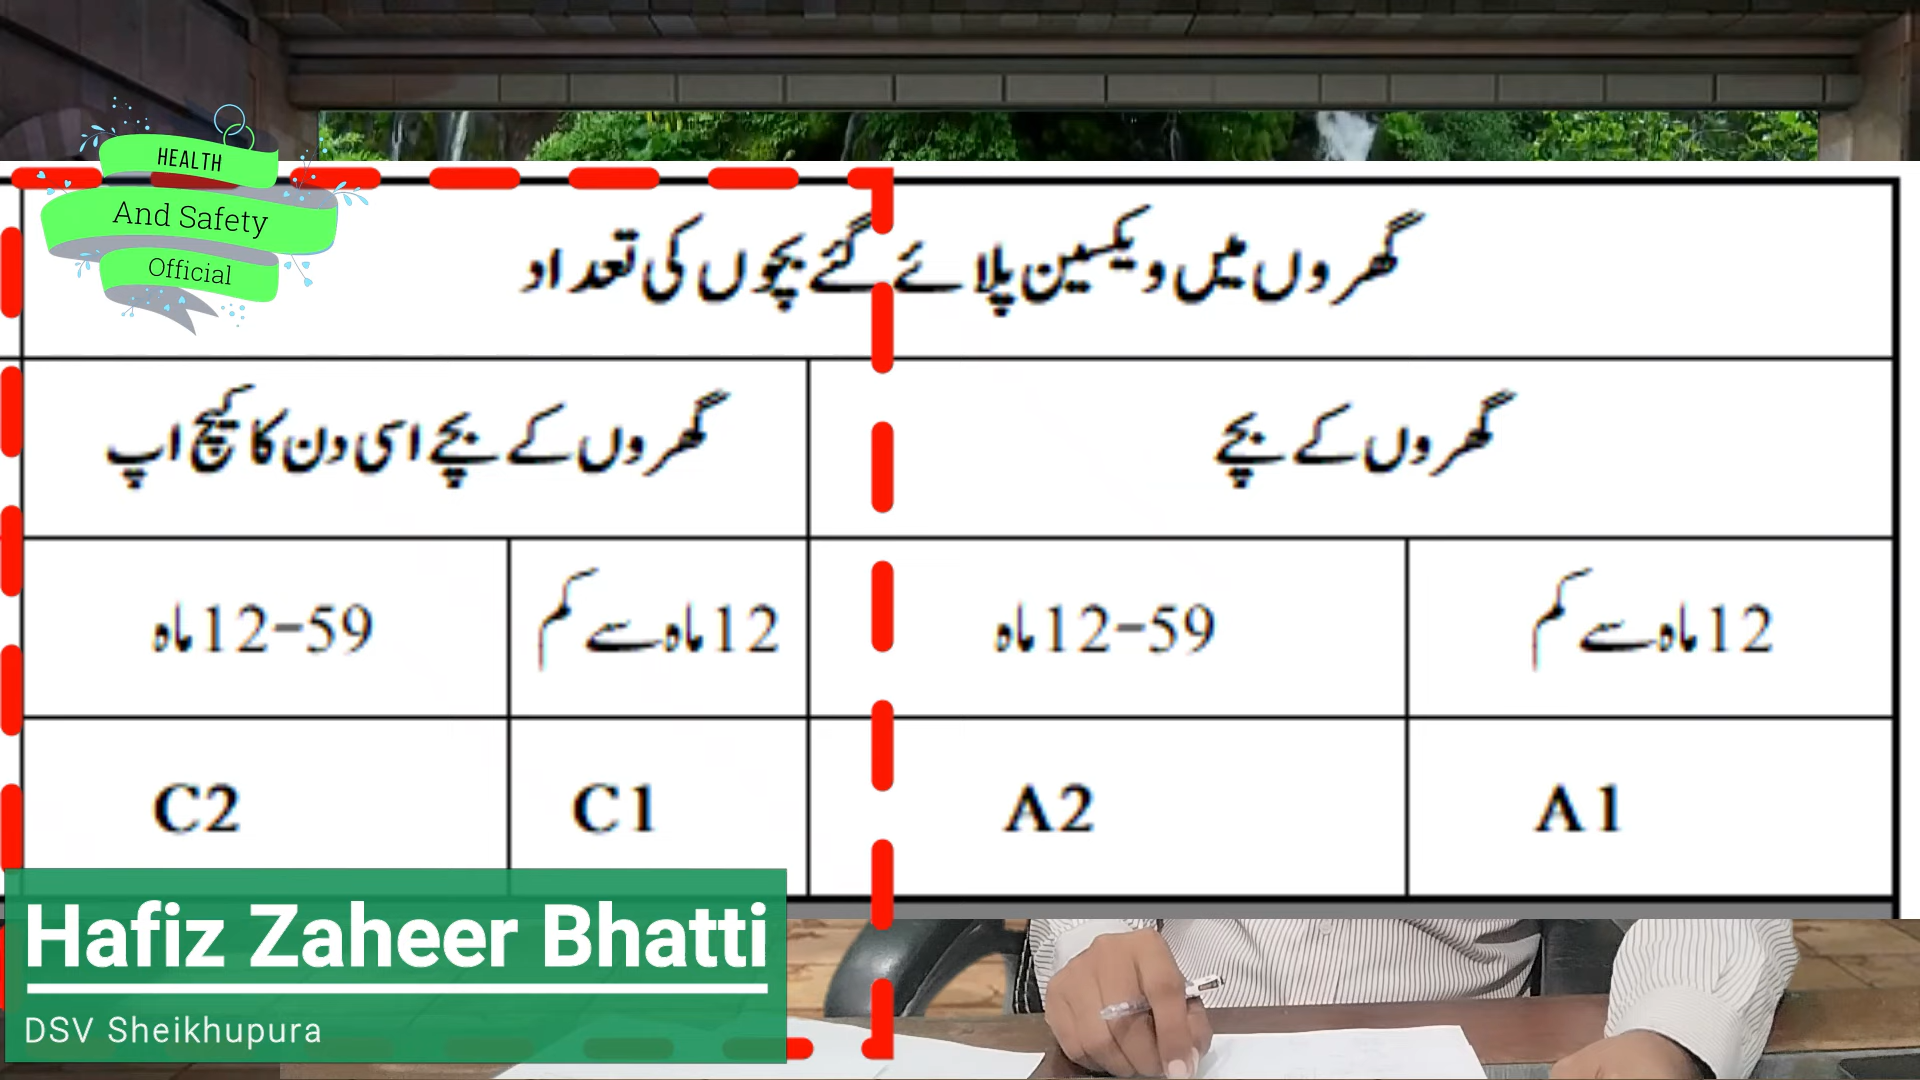 HEALTH
And Safety
Official
گھروں میں ویکسین پلائے گئے بچوں کی تعداد
گھروں کے بچے
گھروں کے بچے اسی دن کا کیچ اپ
12 ماہ سے کم
12-59 ماہ
12 ماہ سے کم
12-59 ماہ
A1
A2
C1
C2
Hafiz Zaheer Bhatti
DSV Sheikhupura